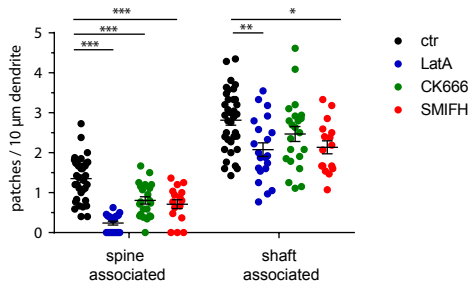 *** *
*** **
***
patches / 10 μm dendrite
5
4
3
2
1
0
spine
associated
shaft
associated
ctr
LatA
CK666
SMIFH